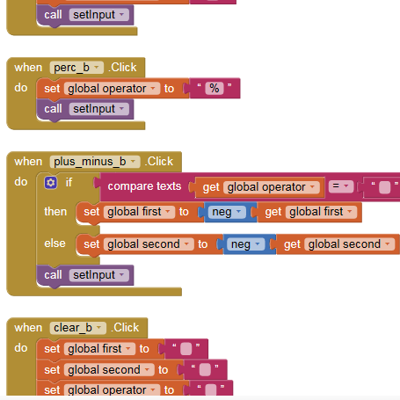 call setInput
when perc_b .Click
do set global operator to " % "
call setInput
when plus_minus_b .Click
do if compare texts get global operator = " "
then set global first to neg get global first
else set global second to neg get global second
call setInput
when clear_b .Click
do set global first to " "
set global second to " "
set global operator to " "